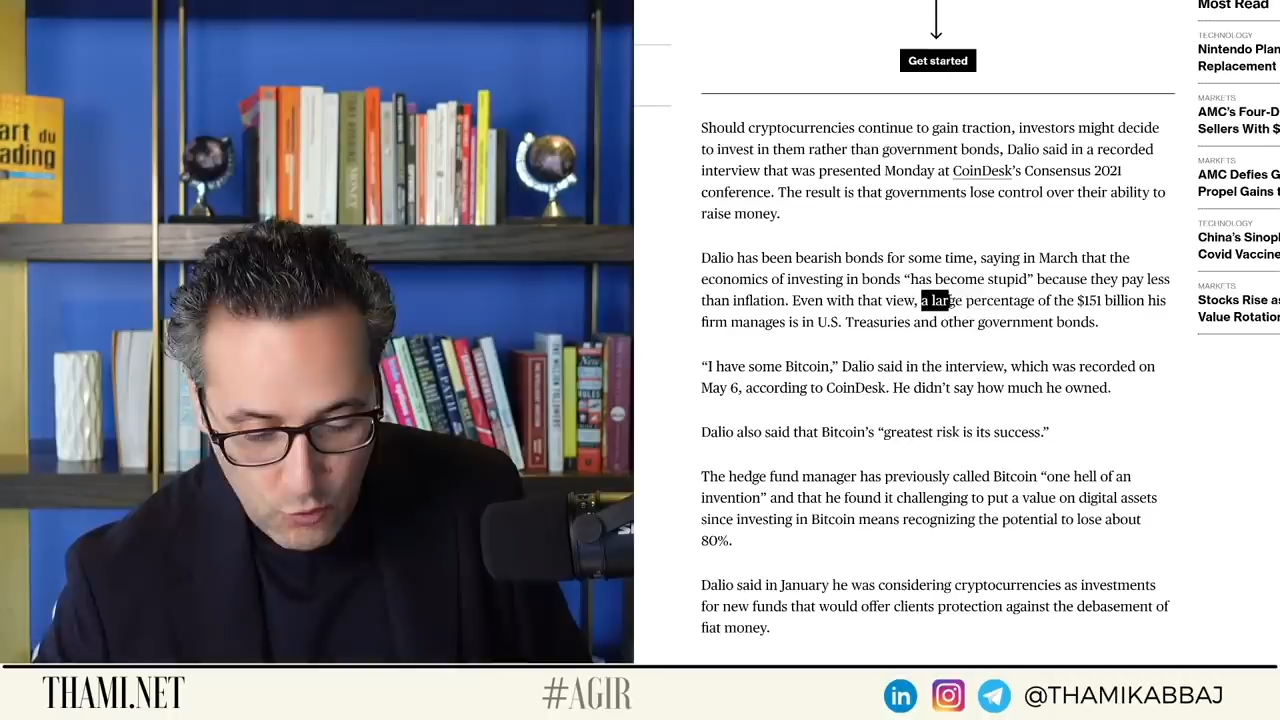 art du
ading
MONEY
RULES
Get started
Should cryptocurrencies continue to gain traction, investors might decide
to invest in them rather than government bonds, Dalio said in a recorded
interview that was presented Monday at CoinDesk’s Consensus 2021
conference. The result is that governments lose control over their ability to
raise money.
Dalio has been bearish bonds for some time, saying in March that the
economics of investing in bonds “has become stupid” because they pay less
than inflation. Even with that view, a large percentage of the $151 billion his
firm manages is in U.S. Treasuries and other government bonds.
“I have some Bitcoin,” Dalio said in the interview, which was recorded on
May 6, according to CoinDesk. He didn’t say how much he owned.
Dalio also said that Bitcoin’s “greatest risk is its success.”
The hedge fund manager has previously called Bitcoin “one hell of an
invention” and that he found it challenging to put a value on digital assets
since investing in Bitcoin means recognizing the potential to lose about
80%.
Dalio said in January he was considering cryptocurrencies as investments
for new funds that would offer clients protection against the debasement of
fiat money.
Most Read
TECHNOLOGY
Nintendo Plan
Replacement
MARKETS
AMC’s Four-D
Sellers With $
MARKETS
AMC Defies G
Propel Gains t
TECHNOLOGY
China’s Sinoph
Covid Vaccine
MARKETS
Stocks Rise as
Value Rotation
THAMI.NET
#AGIR
in
@THAMIKABBAJ